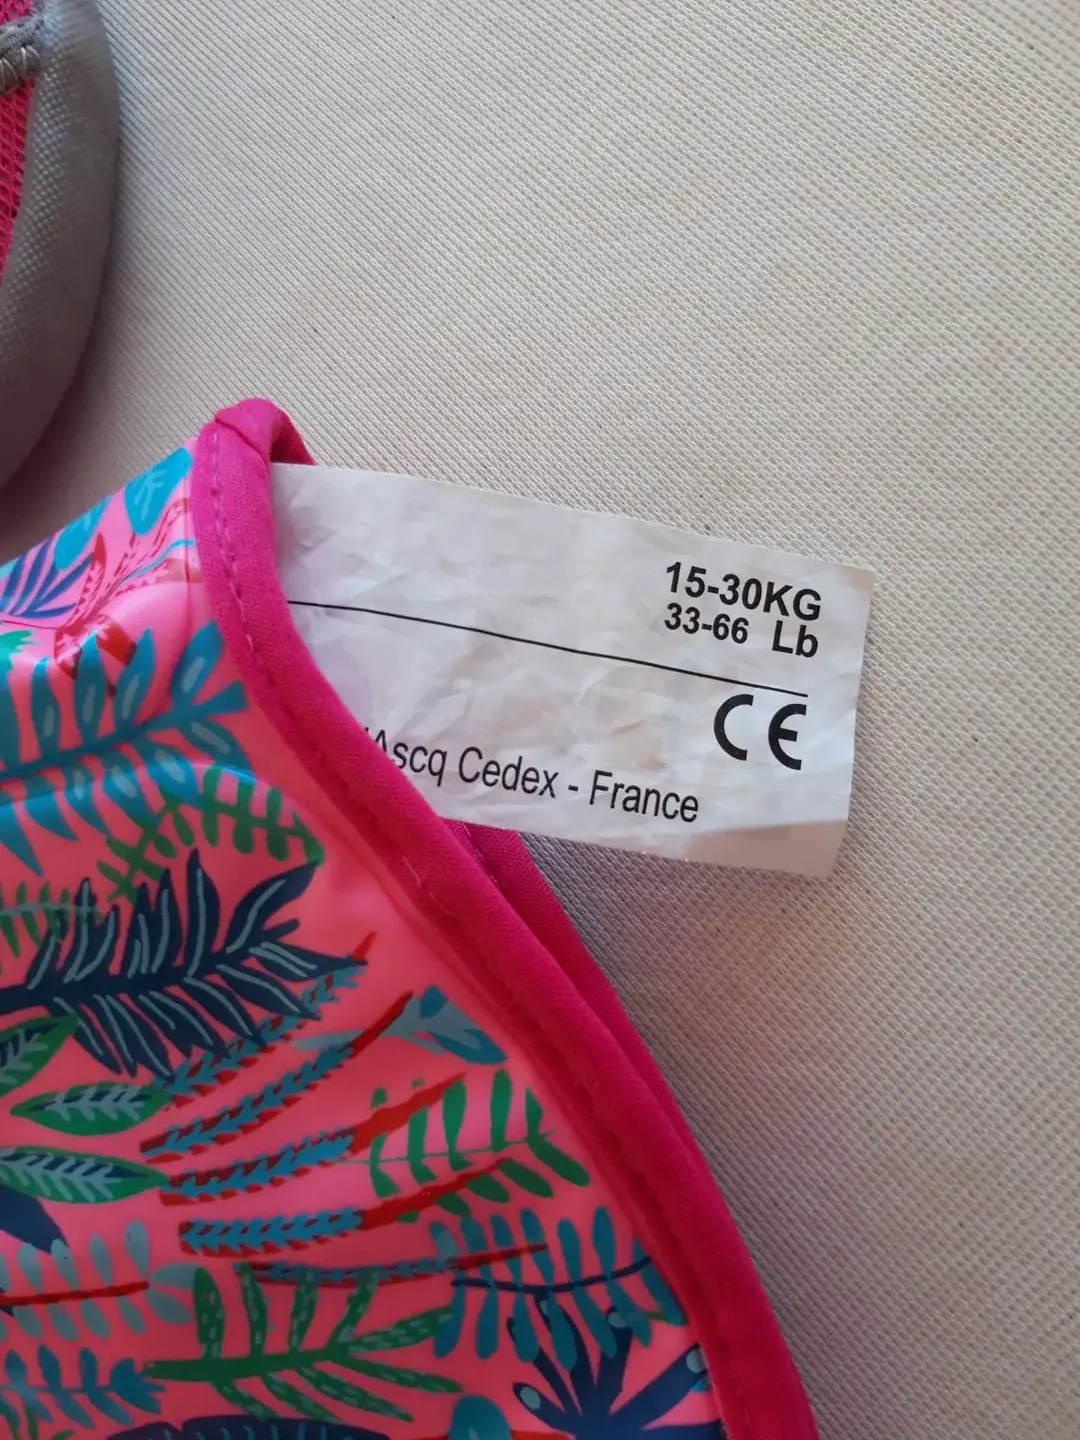 15-30KG
33-66 Lb
CE
'Ascq Cedex - France